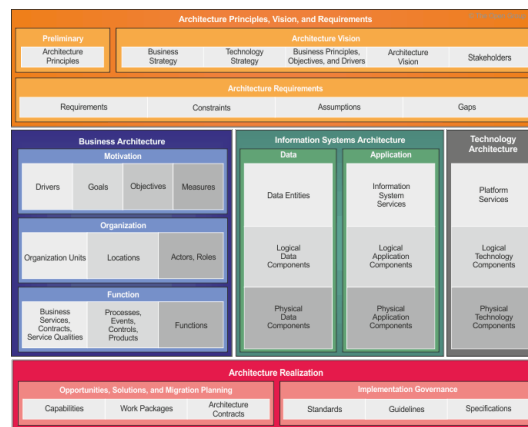 Architecture Principles, Vision, and Requirements
Preliminary
Architecture Vision
Architecture
Principles
Business
Strategy
Technology
Strategy
Business Principles,
Objectives, and Drivers
Architecture
Vision
Stakeholders
Architecture Requirements
Requirements
Constraints
Assumptions
Gaps
Business Architecture
Motivation
Drivers
Goals
Objectives
Measures
Organization
Organization Units
Locations
Actors, Roles
Function
Business
Services,
Contracts,
Service Qualities
Processes,
Events,
Controls,
Products
Functions
Information Systems Architecture
Data
Application
Data Entities
Information
System
Services
Logical
Data
Components
Logical
Application
Components
Physical
Data
Components
Physical
Application
Components
Technology
Architecture
Platform
Services
Logical
Technology
Components
Physical
Technology
Components
Architecture Realization
Opportunities, Solutions, and Migration Planning
Capabilities
Work Packages
Architecture
Contracts
Implementation Governance
Standards
Guidelines
Specifications